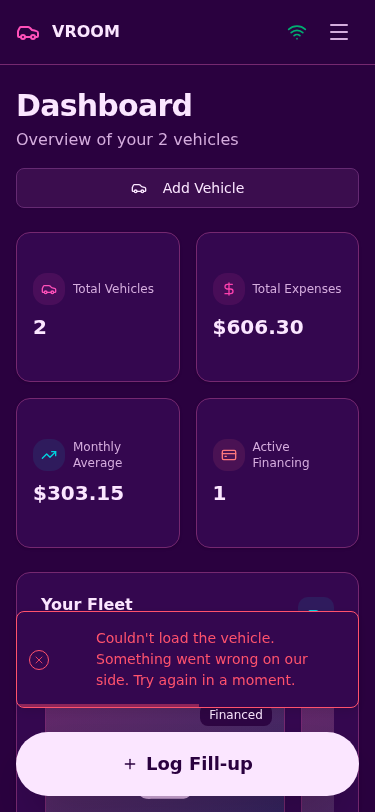 VROOM
Dashboard
Overview of your 2 vehicles
Add Vehicle
Total Vehicles
2
Total Expenses
$606.30
Monthly
Average
$303.15
Active
Financing
1
Your Fleet
Couldn't load the vehicle.
Something went wrong on our
side. Try again in a moment.
Financed
+ Log Fill-up